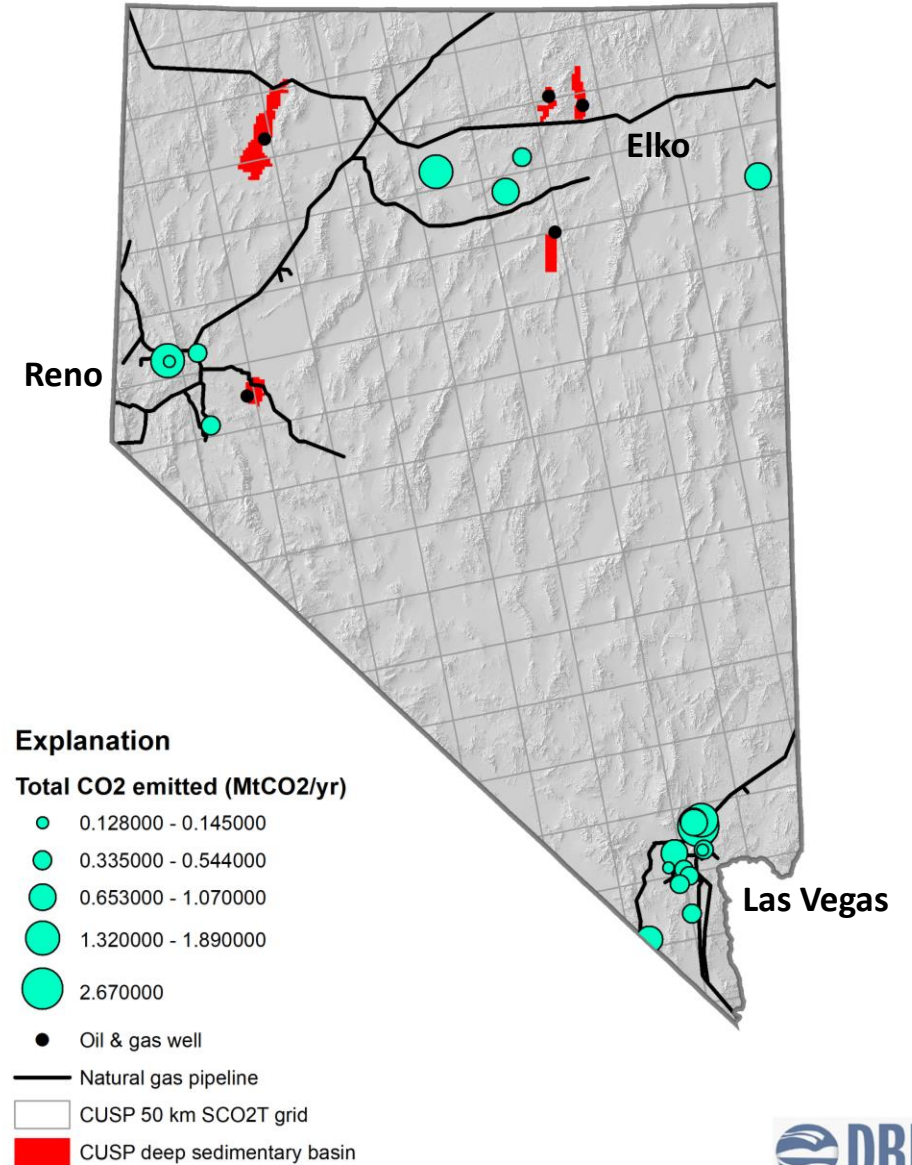 Elko
Reno
Las Vegas
Explanation
Total CO2 emitted (MtCO2/yr)
0.128000 - 0.145000
0.335000 - 0.544000
0.653000 - 1.070000
1.320000 - 1.890000
2.670000
Oil & gas well
Natural gas pipeline
CUSP 50 km SCO2T grid
CUSP deep sedimentary basin